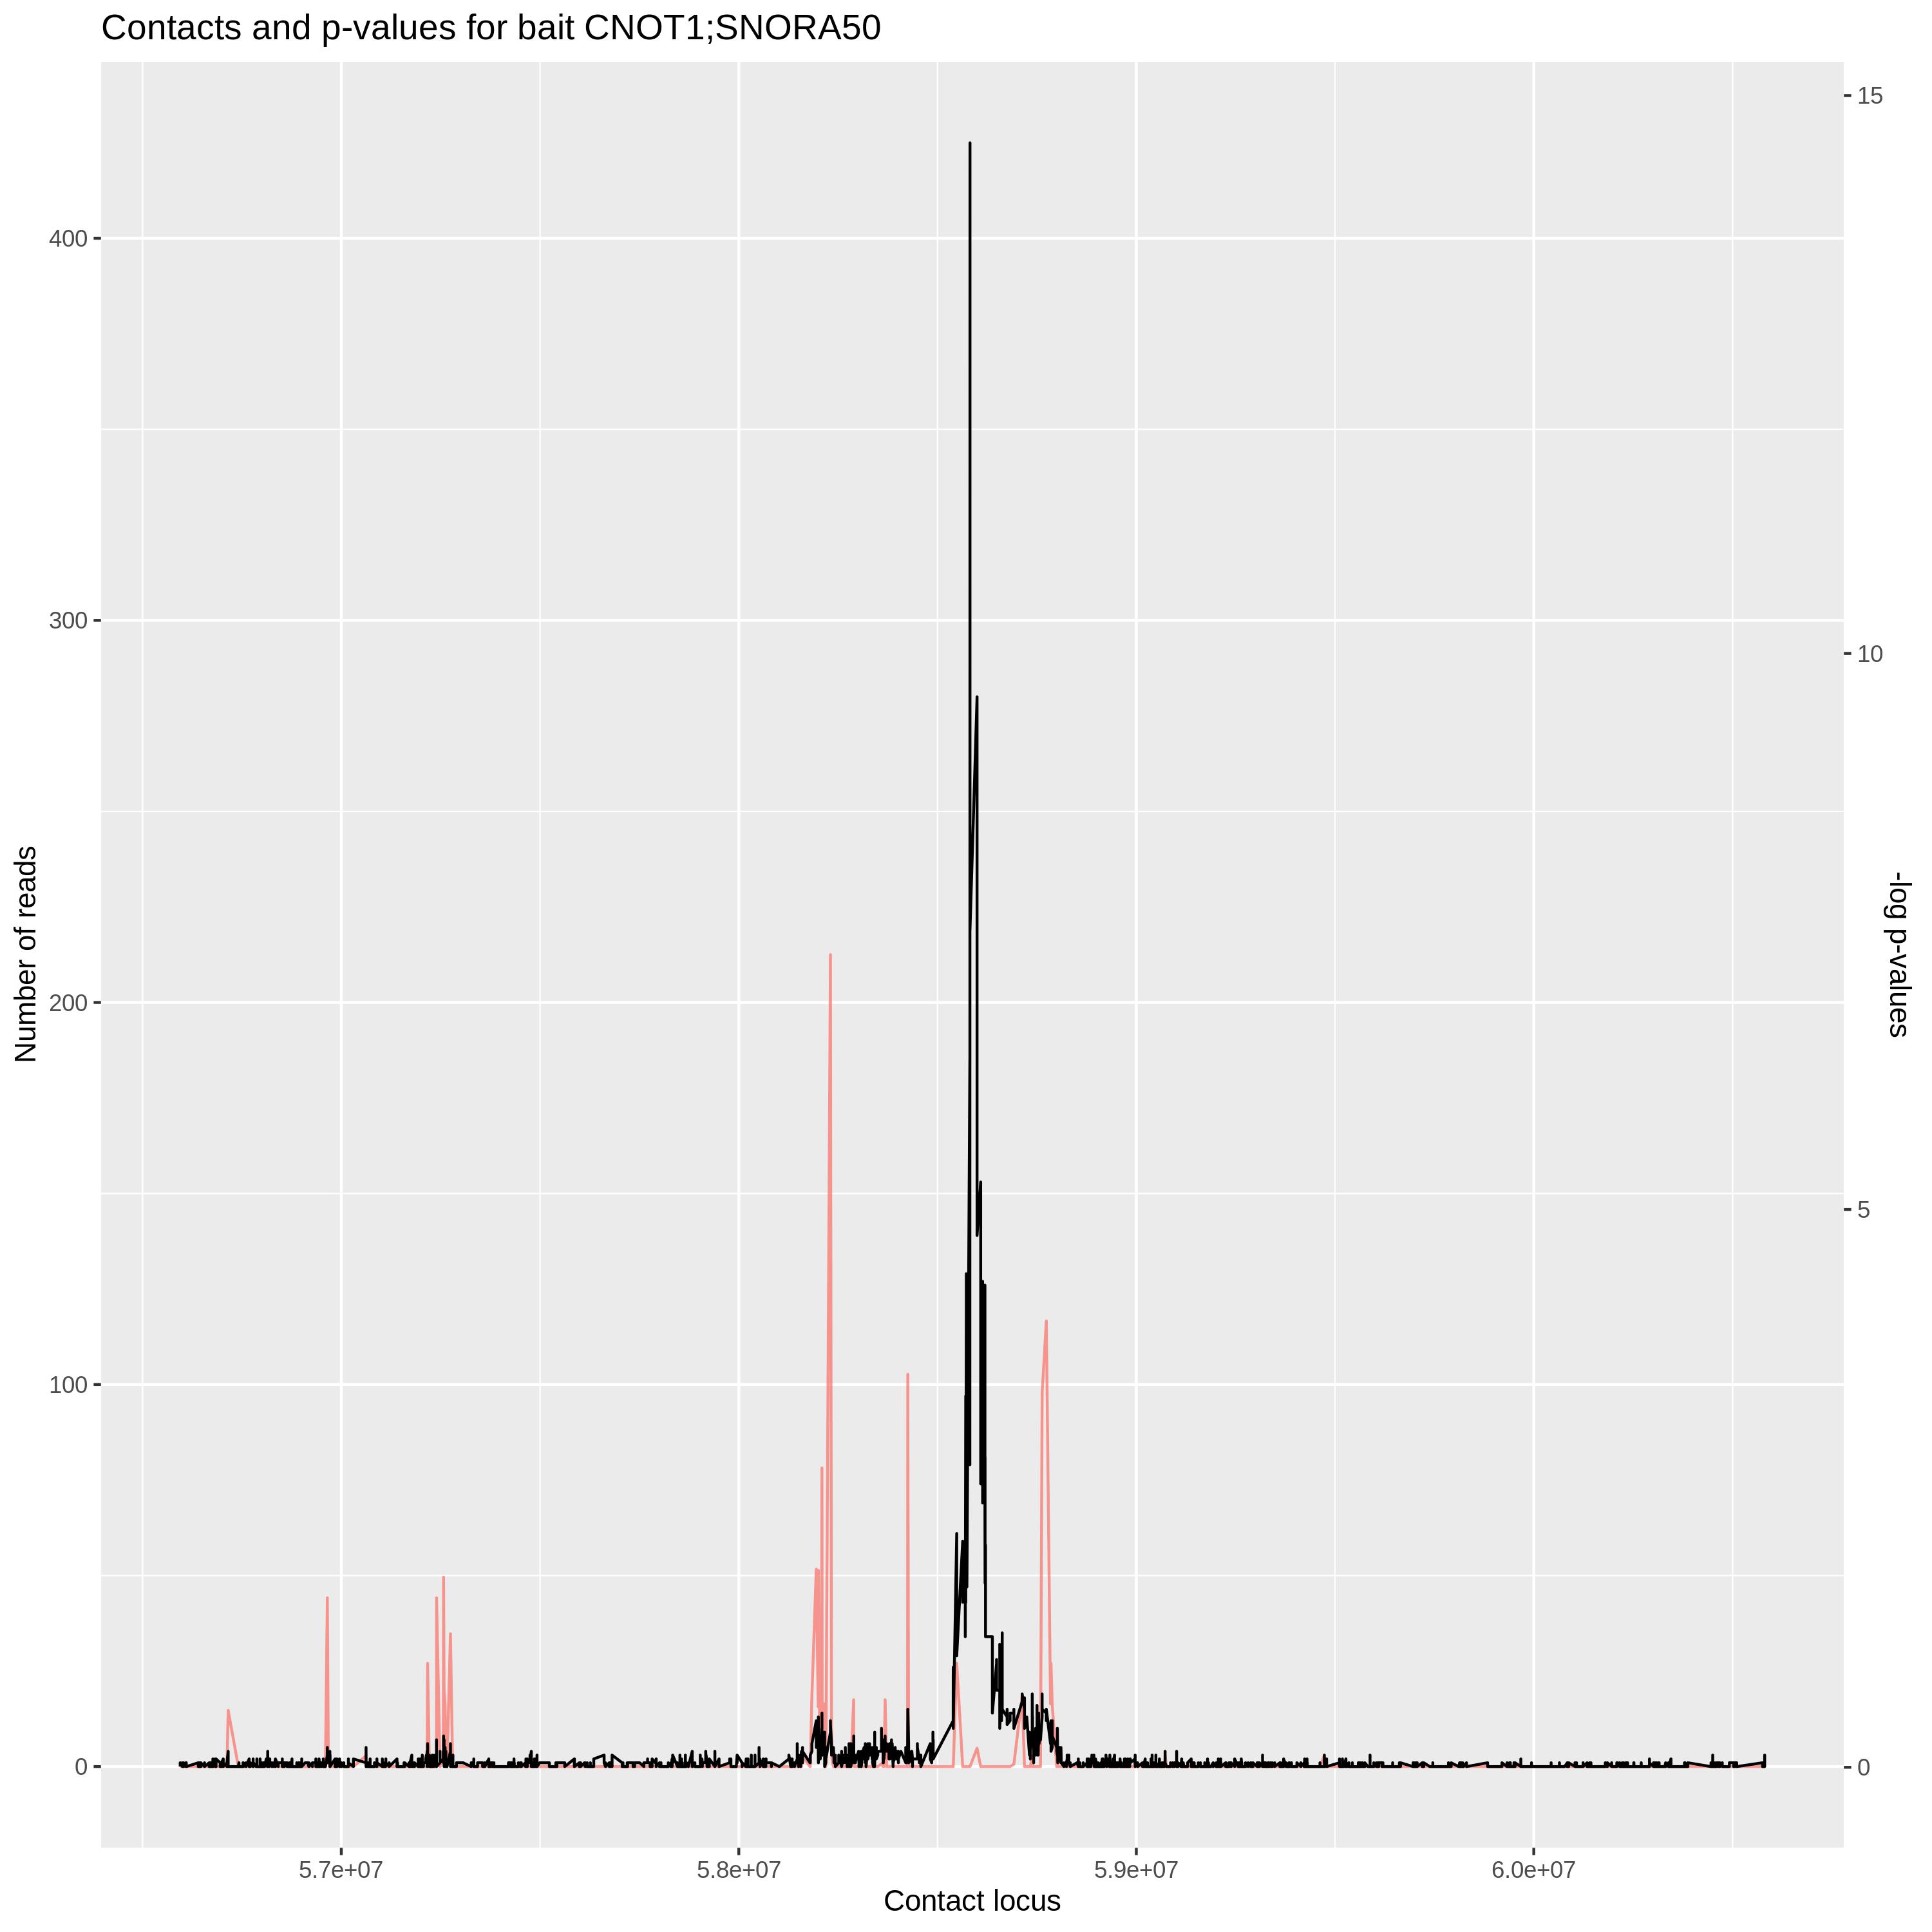 Contacts and p-values for bait CNOT1;SNORA50
15
400
300
10
Number of reads
-log p-values
200
5
100
0
0
5.7e+07
5.8e+07
5.9e+07
6.0e+07
Contact locus